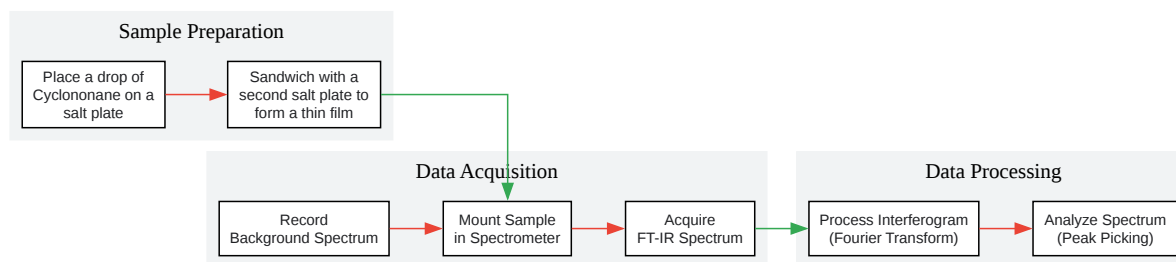 Sample Preparation
Place a drop of
Cyclononane on a
salt plate
Sandwich with a
second salt plate to
form a thin film
Data Acquisition
Record
Background Spectrum
Mount Sample
in Spectrometer
Acquire
FT-IR Spectrum
Data Processing
Process Interferogram
(Fourier Transform)
Analyze Spectrum
(Peak Picking)